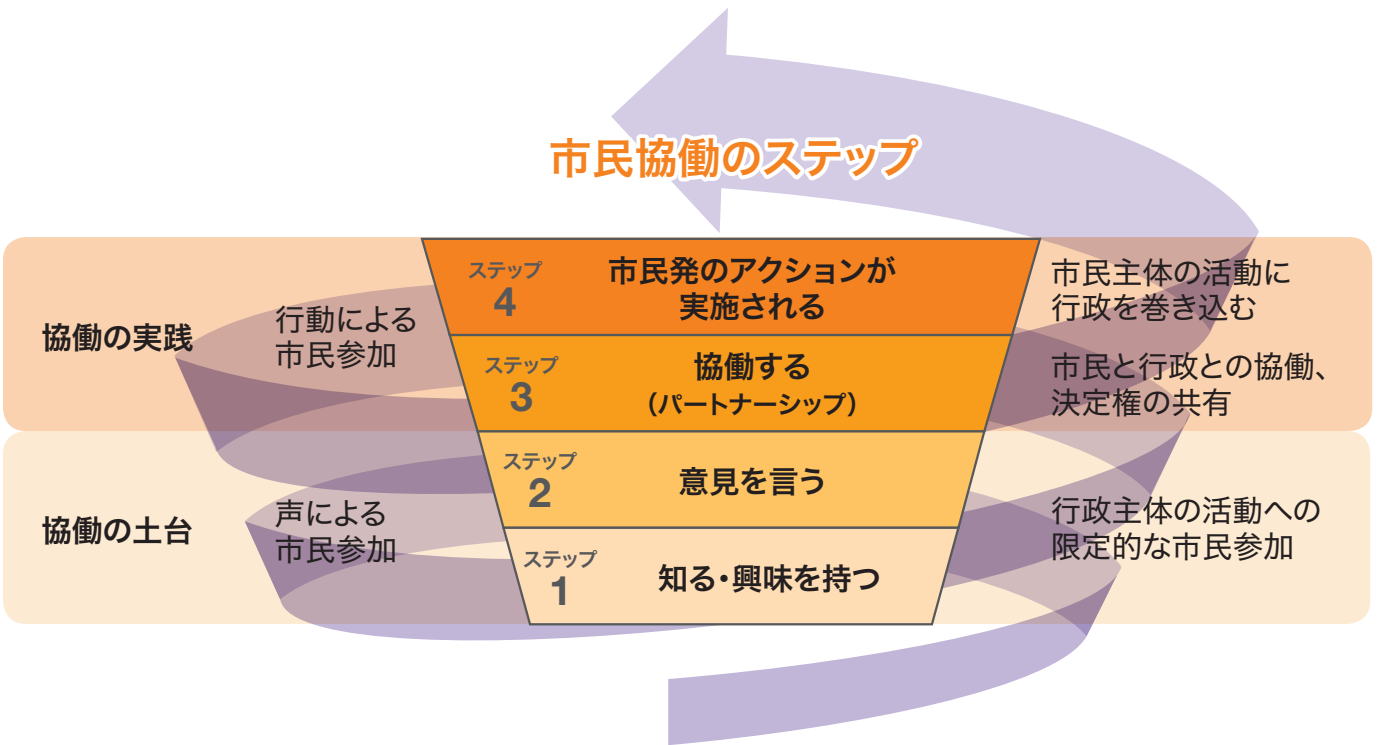 市民協働のステップ
協働の実践
行動による
市民参加
ステップ
4
市民発のアクションが
実施される
市民主体の活動に
行政を巻き込む
ステップ
3
協働する
（パートナーシップ）
市民と行政との協働、
決定権の共有
協働の土台
声による
市民参加
ステップ
2
意見を言う
ステップ
1
知る・興味を持つ
行政主体の活動への
限定的な市民参加